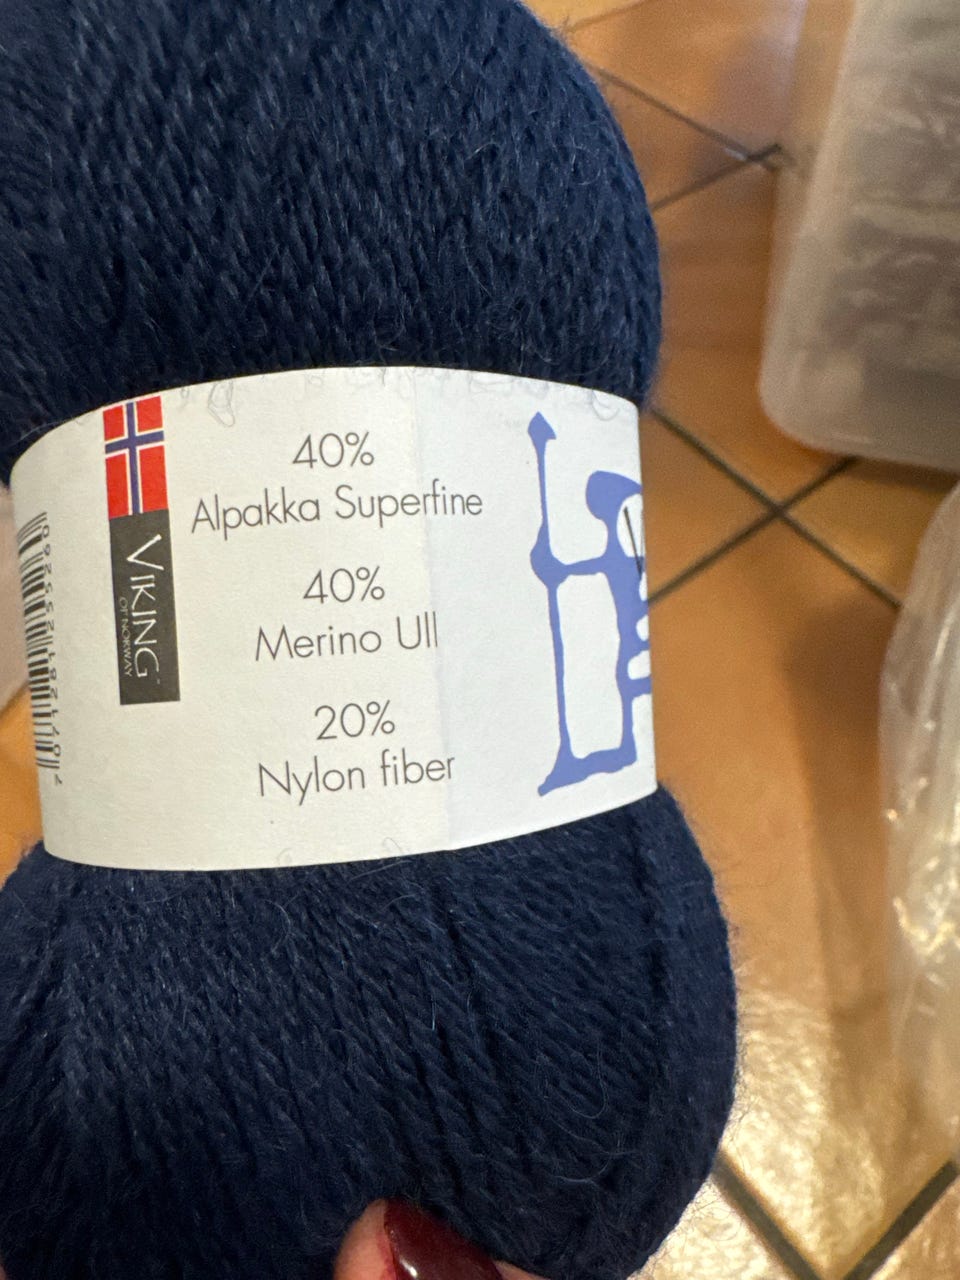 40%
Alpakka Superfine
40%
Merino Ull
20%
Nylon fiber
VIKING
OF NORWAY